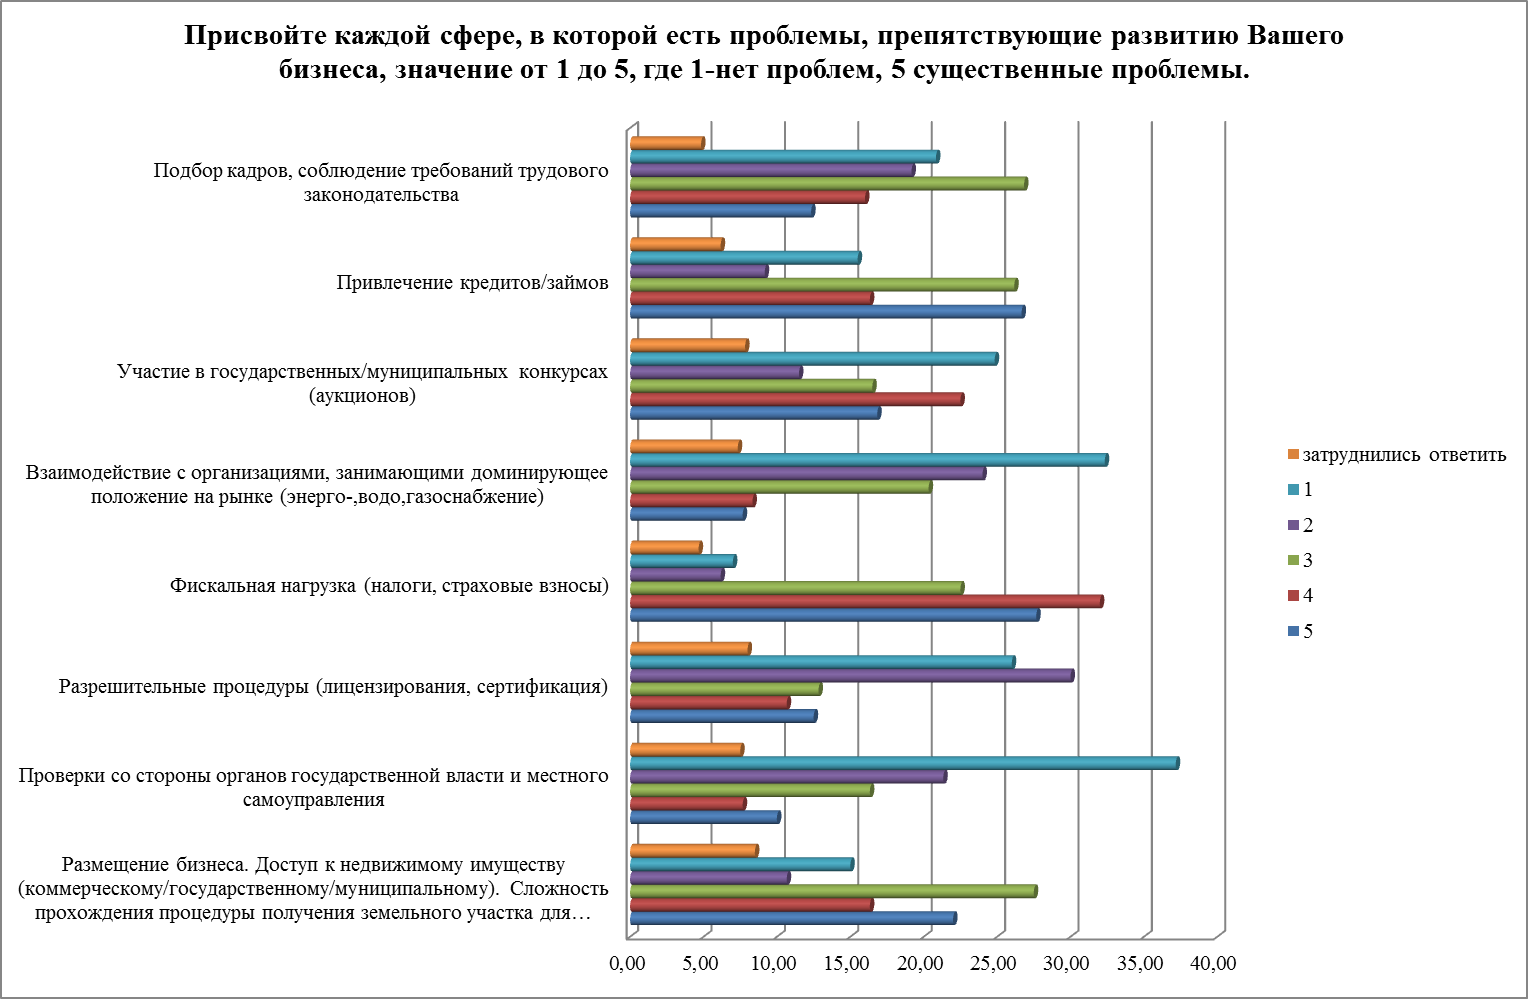 Присвойте каждой сфере, в которой есть проблемы, препятствующие развитию Вашего
бизнеса, значение от 1 до 5, где 1-нет проблем, 5 существенные проблемы.
Подбор кадров, соблюдение требований трудового
законодательства
Привлечение кредитов/займов
Участие в государственных/муниципальных конкурсах
(аукционов)
Взаимодействие с организациями, занимающими доминирующее
положение на рынке (энерго-,водо,газоснабжение)
Фискальная нагрузка (налоги, страховые взносы)
Разрешительные процедуры (лицензирования, сертификация)
Проверки со стороны органов государственной власти и местного
самоуправления
Размещение бизнеса. Доступ к недвижимому имуществу
(коммерческому/государственному/муниципальному). Сложность
прохождения процедуры получения земельного участка для…
0,00 5,00 10,00 15,00 20,00 25,00 30,00 35,00 40,00
затруднились ответить
1
2
3
4
5